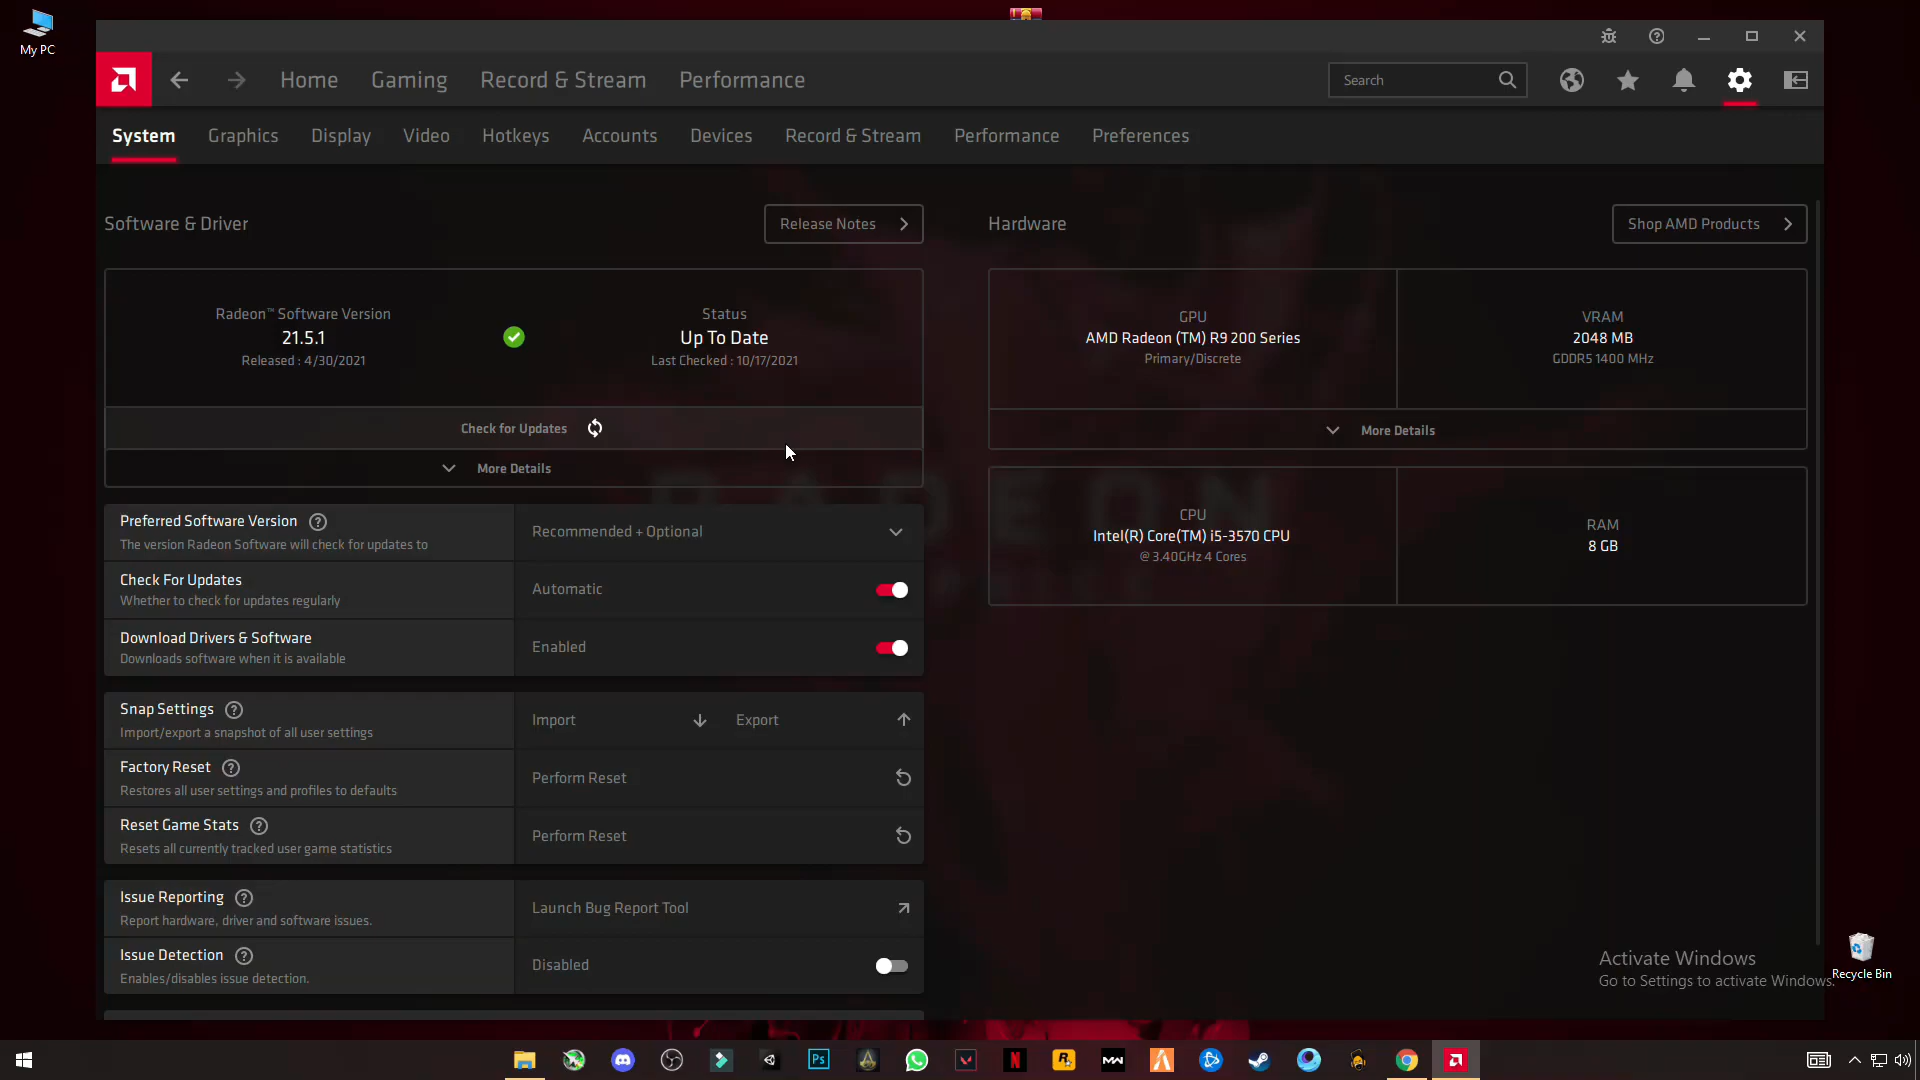 My PC
Home
Gaming
Record & Stream
Performance
Search
System
Graphics
Display
Video
Hotkeys
Accounts
Devices
Record & Stream
Performance
Preferences
Software & Driver
Release Notes
Radeon™ Software Version
21.5.1
Released : 4/30/2021
Status
Up To Date
Last Checked : 10/17/2021
Check for Updates
More Details
Preferred Software Version
The version Radeon Software will check for updates to
Recommended + Optional
Check For Updates
Whether to check for updates regularly
Automatic
Download Drivers & Software
Downloads software when it is available
Enabled
Snap Settings
Import/export a snapshot of all user settings
Import
Export
Factory Reset
Restores all user settings and profiles to defaults
Perform Reset
Reset Game Stats
Resets all currently tracked user game statistics
Perform Reset
Issue Reporting
Report hardware, driver and software issues.
Launch Bug Report Tool
Issue Detection
Enables/disables issue detection.
Disabled
Hardware
Shop AMD Products
GPU
AMD Radeon (TM) R9 200 Series
Primary/Discrete
VRAM
2048 MB
GDDR5 1400 MHz
More Details
CPU
Intel(R) Core(TM) i5-3570 CPU
@ 3.40GHz 4 Cores
RAM
8 GB
RADEON
Activate Windows
Go to Settings to activate Windows.
Recycle Bin
Ps